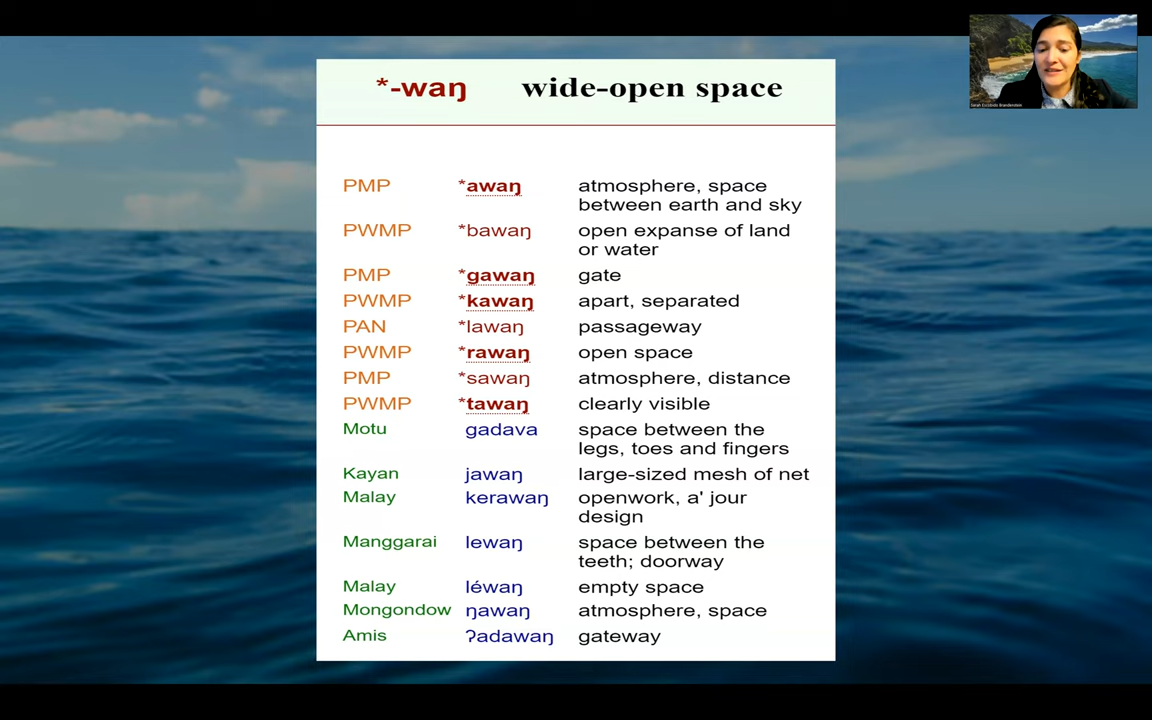 *-waŋ wide-open space
PMP *awaŋ atmosphere, space
between earth and sky
PWMP *bawaŋ open expanse of land
or water
PMP *gawaŋ gate
PWMP *kawaŋ apart, separated
PAN *lawaŋ passageway
PWMP *rawaŋ open space
PMP *sawaŋ atmosphere, distance
PWMP *tawaŋ clearly visible
Motu gadava space between the
legs, toes and fingers
Kayan jawaŋ large-sized mesh of net
Malay kerawaŋ openwork, a' jour
design
Manggarai lewaŋ space between the
teeth; doorway
Malay léwaŋ empty space
Mongondow ŋawaŋ atmosphere, space
Amis ʔadawaŋ gateway